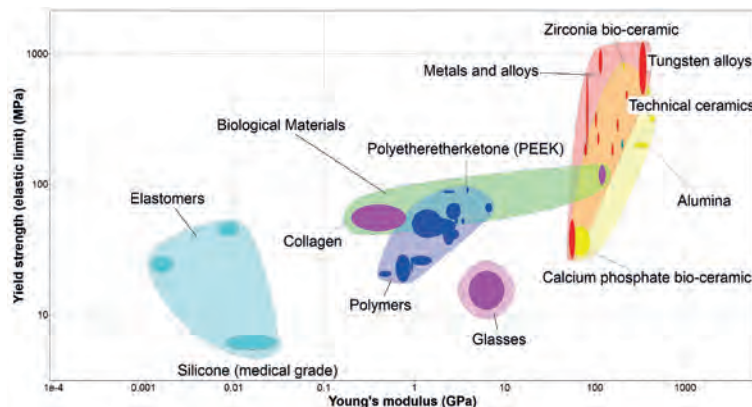 Zirconia bio-ceramic
1000
Metals and alloys
Tungsten alloys
Technical ceramics
Biological Materials
Polyetheretherketone (PEEK)
Yield strength (elastic limit) (MPa)
100
Elastomers
Alumina
Collagen
Calcium phosphate bio-ceramic
Polymers
10
Glasses
Silicone (medical grade)
1e-4
0.001
0.01
0.1
1
10
100
1000
Young's modulus (GPa)